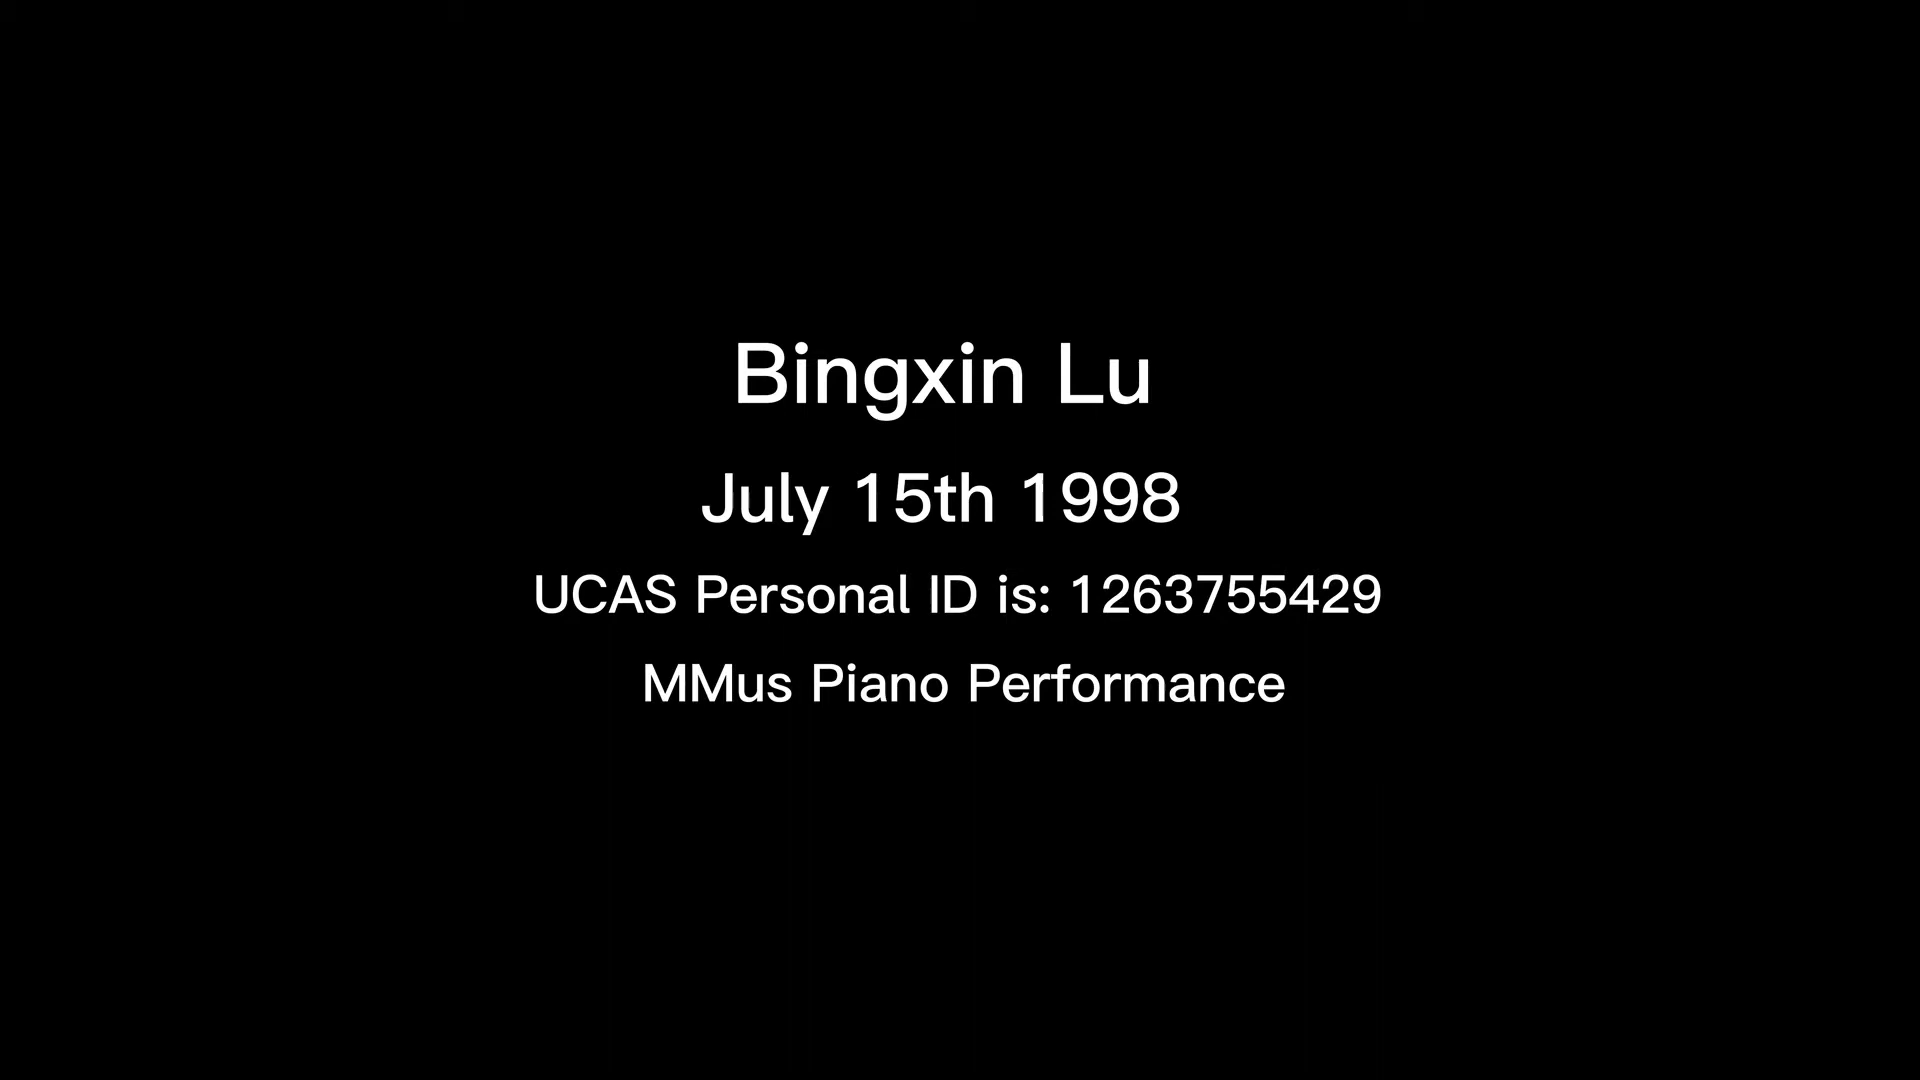 Bingxin Lu
July 15th 1998
UCAS Personal ID is: 1263755429
MMus Piano Performance